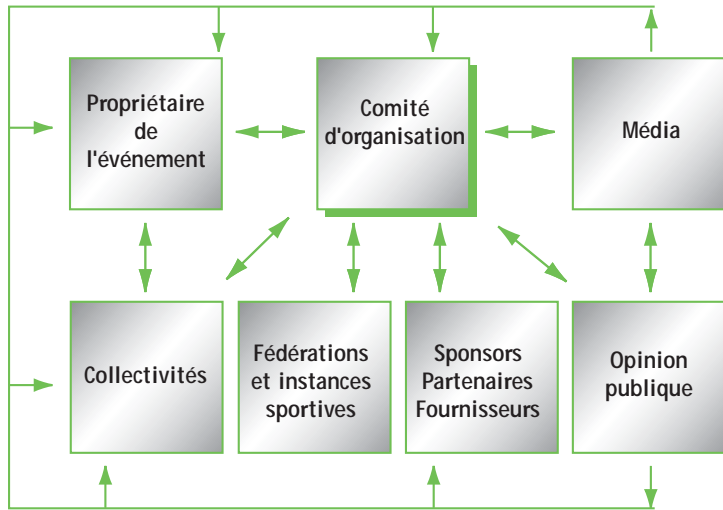 Propriétaire
de
l'événement
Comité
d'organisation
Média
Collectivités
Fédérations
et instances
sportives
Sponsors
Partenaires
Fournisseurs
Opinion
publique